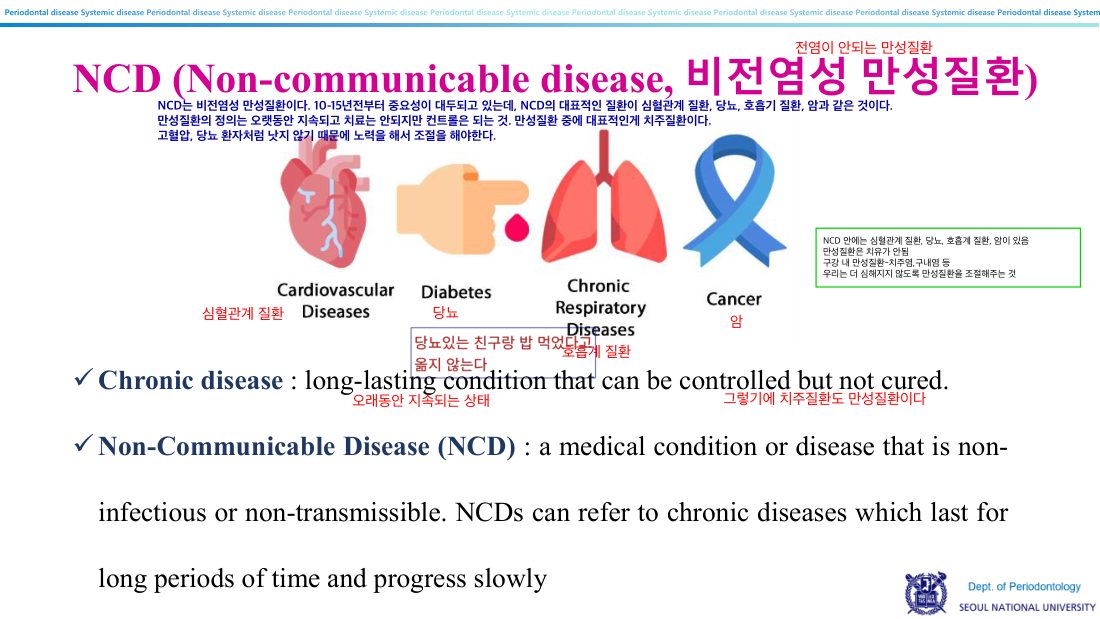 Periodontal disease Systemic disease Periodontal disease Systemic disease Periodontal disease Systemic disease Periodontal disease Systemic disease Periodontal disease Systemic disease Periodontal disease Systemic disease Periodontal disease Systemic disease Periodontal disease System
전염이 안되는 만성질환
NCD (Non-communicable disease, 비전염성 만성질환)
NCD는 비전염성 만성질환이다. 10-15년전부터 중요성이 대두되고 있는데, NCD의 대표적인 질환이 심혈관계 질환, 당뇨, 호흡기 질환, 암과 같은 것이다.
만성질환의 정의는 오랫동안 지속되고 치료는 안되지만 컨트롤은 되는 것. 만성질환 중에 대표적인게 치주질환이다.
고혈압, 당뇨 환자처럼 낫지 않기 때문에 노력을 해서 조절을 해야한다.
NCD 안에는 심혈관계 질환, 당뇨, 호흡계 질환, 암이 있음
만성질환은 치유가 안됨
구강 내 만성질환-치주염,구내염 등
우리는 더 심해지지 않도록 만성질환을 조절해주는 것
Cardiovascular
Diseases
심혈관계 질환
Diabetes
당뇨
Chronic
Respiratory
Diseases
호흡계 질환
Cancer
암
당뇨있는 친구랑 밥 먹었다고
옮지 않는다
✓ Chronic disease : long-lasting condition that can be controlled but not cured.
오래동안 지속되는 상태
그렇기에 치주질환도 만성질환이다
✓ Non-Communicable Disease (NCD) : a medical condition or disease that is non-
infectious or non-transmissible. NCDs can refer to chronic diseases which last for
long periods of time and progress slowly
Dept. of Periodontology
SEOUL NATIONAL UNIVERSITY